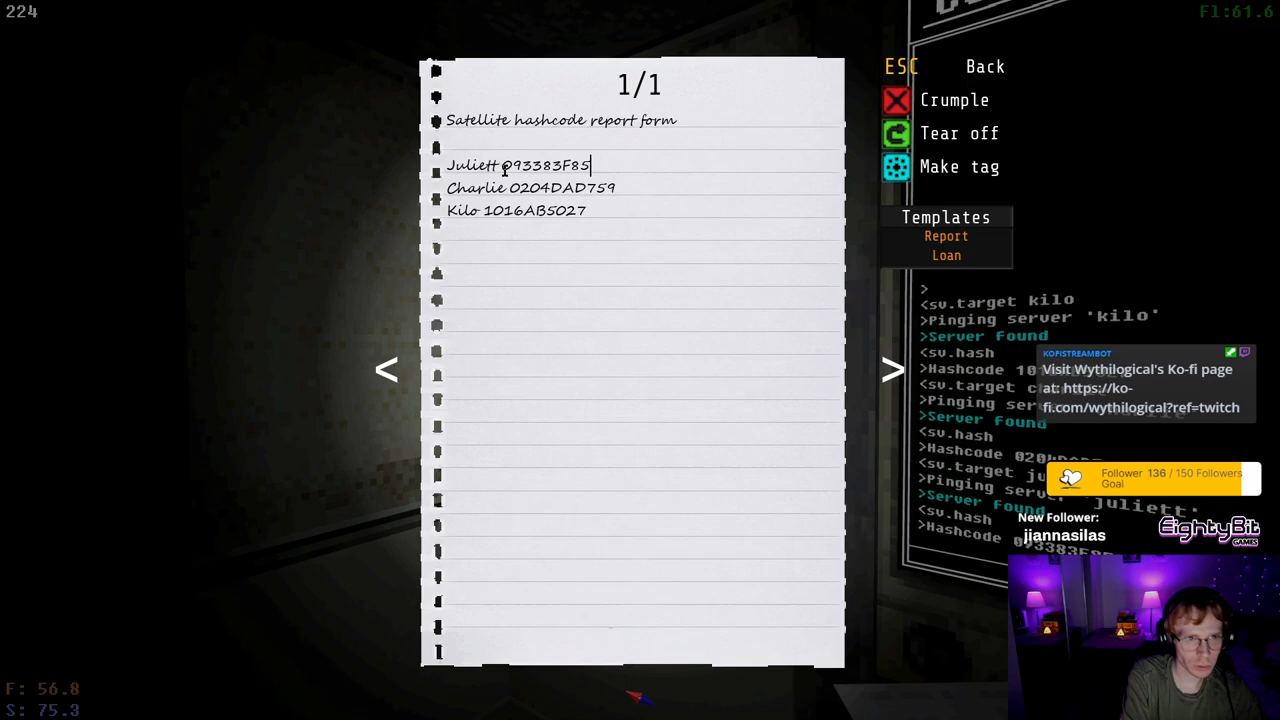 224
Fl:61.6
1/1
Satellite hashcode report form
Juliett 093383F85
Charlie 0204DAD759
Kilo 1016AB5027
<
>
ESC Back
Crumple
Tear off
Make tag
Templates
Report
Loan
>
<sv.target kilo
>Pinging server 'kilo'
>Server found
<sv.hash
>Hashcode
<sv.target
>Pinging
>Server found
<sv.hash
>Hashcode
<sv.target
>Pinging server 'juliett'
>Server found
<sv.hash
>Hashcode
KOFISTREAMBOT
Visit Wythilogical's Ko-fi page
at: https://ko-
fi.com/wythilogical?ref=twitch
Follower 136 / 150 Followers
Goal
New Follower:
jjannasilas
EightyBit
GAMES
F: 56.8
S: 75.3